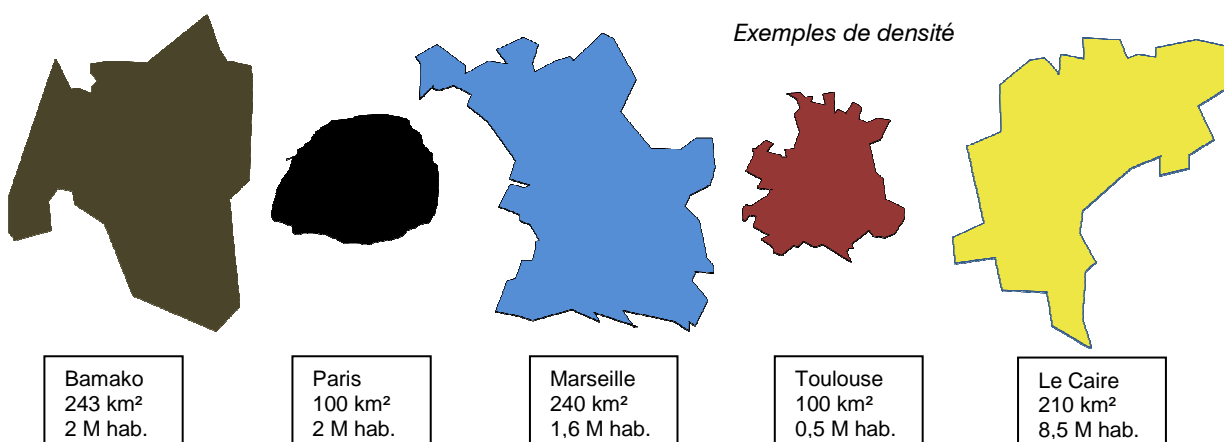 Exemples de densité
Bamako
243 km²
2 M hab.
Paris
100 km²
2 M hab.
Marseille
240 km²
1,6 M hab.
Toulouse
100 km²
0,5 M hab.
Le Caire
210 km²
8,5 M hab.